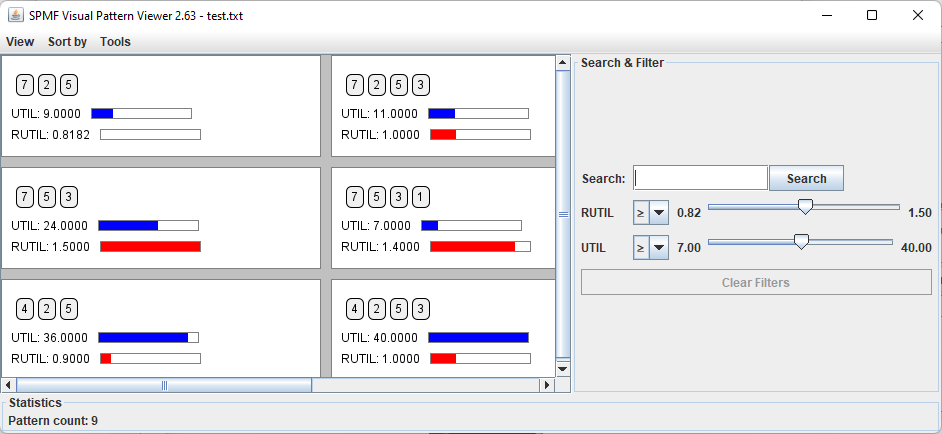 SPMF Visual Pattern Viewer 2.63 - test.txt
View Sort by Tools
7 2 5
UTIL: 9.0000
RUTIL: 0.8182
7 2 5 3
UTIL: 11.0000
RUTIL: 1.0000
7 5 3
UTIL: 24.0000
RUTIL: 1.5000
7 5 3 1
UTIL: 7.0000
RUTIL: 1.4000
4 2 5
UTIL: 36.0000
RUTIL: 0.9000
4 2 5 3
UTIL: 40.0000
RUTIL: 1.0000
Search & Filter
Search: Search
RUTIL ≥ 0.82 1.50
UTIL ≥ 7.00 40.00
Clear Filters
Statistics
Pattern count: 9